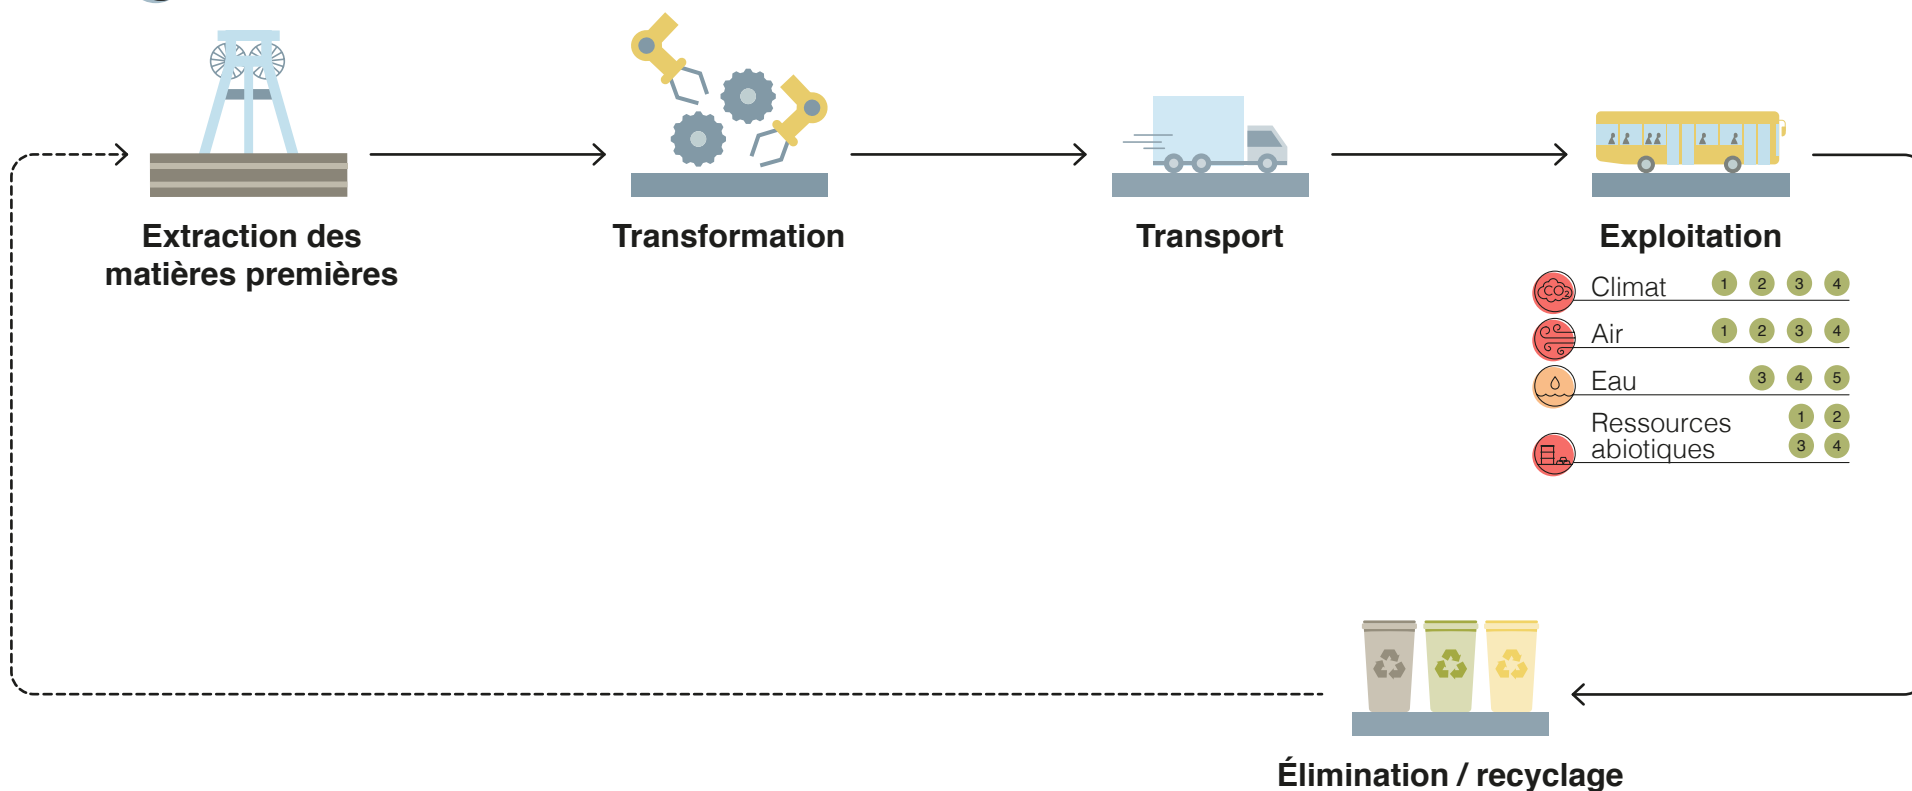 Extraction des
matières premières
Transformation
Transport
Exploitation
CO2
Climat 1 2 3 4
Air 1 2 3 4
Eau 3 4 5
Ressources 1 2
abiotiques 3 4
Élimination / recyclage